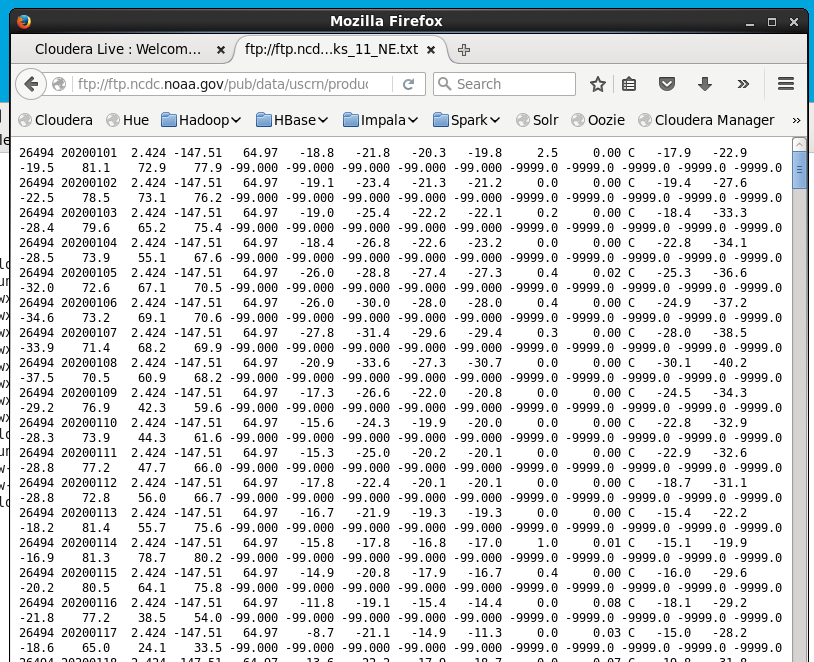 Mozilla Firefox
Cloudera Live : Welcom... × ftp://ftp.ncd...ks_11_NE.txt ×
ftp://ftp.ncdc.noaa.gov/pub/data/uscrn/produc Search
Cloudera Hue Hadoop HBase Impala Spark Solr Oozie Cloudera Manager »
26494 20200101 2.424 -147.51 64.97 -18.8 -21.8 -20.3 -19.8 2.5 0.00 C -17.9 -22.9
-19.5 81.1 72.9 77.9 -99.000 -99.000 -99.000 -99.000 -99.000 -9999.0 -9999.0 -9999.0 -9999.0 -9999.0
26494 20200102 2.424 -147.51 64.97 -19.1 -23.4 -21.3 -21.2 0.0 0.00 C -19.4 -27.6
-22.5 78.5 73.1 76.2 -99.000 -99.000 -99.000 -99.000 -99.000 -9999.0 -9999.0 -9999.0 -9999.0 -9999.0
26494 20200103 2.424 -147.51 64.97 -19.0 -25.4 -22.2 -22.1 0.2 0.00 C -18.4 -33.3
-28.4 79.6 65.2 75.4 -99.000 -99.000 -99.000 -99.000 -99.000 -9999.0 -9999.0 -9999.0 -9999.0 -9999.0
26494 20200104 2.424 -147.51 64.97 -18.4 -26.8 -22.6 -23.2 0.0 0.00 C -22.8 -34.1
-28.5 73.9 55.1 67.6 -99.000 -99.000 -99.000 -99.000 -99.000 -9999.0 -9999.0 -9999.0 -9999.0 -9999.0
26494 20200105 2.424 -147.51 64.97 -26.0 -28.8 -27.4 -27.3 0.4 0.02 C -25.3 -36.6
-32.0 72.6 67.1 70.5 -99.000 -99.000 -99.000 -99.000 -99.000 -9999.0 -9999.0 -9999.0 -9999.0 -9999.0
26494 20200106 2.424 -147.51 64.97 -26.0 -30.0 -28.0 -28.0 0.4 0.00 C -24.9 -37.2
-34.6 73.2 69.1 70.6 -99.000 -99.000 -99.000 -99.000 -99.000 -9999.0 -9999.0 -9999.0 -9999.0 -9999.0
26494 20200107 2.424 -147.51 64.97 -27.8 -31.4 -29.6 -29.4 0.3 0.00 C -28.0 -38.5
-33.9 71.4 68.2 69.9 -99.000 -99.000 -99.000 -99.000 -99.000 -9999.0 -9999.0 -9999.0 -9999.0 -9999.0
26494 20200108 2.424 -147.51 64.97 -20.9 -33.6 -27.3 -30.7 0.0 0.00 C -30.1 -40.2
-37.5 70.5 60.9 68.2 -99.000 -99.000 -99.000 -99.000 -99.000 -9999.0 -9999.0 -9999.0 -9999.0 -9999.0
26494 20200109 2.424 -147.51 64.97 -17.3 -26.6 -22.0 -20.8 0.0 0.00 C -24.5 -34.3
-29.2 76.9 42.3 59.6 -99.000 -99.000 -99.000 -99.000 -99.000 -9999.0 -9999.0 -9999.0 -9999.0 -9999.0
26494 20200110 2.424 -147.51 64.97 -15.6 -24.3 -19.9 -20.0 0.0 0.00 C -22.8 -32.9
-28.3 73.9 44.3 61.6 -99.000 -99.000 -99.000 -99.000 -99.000 -9999.0 -9999.0 -9999.0 -9999.0 -9999.0
26494 20200111 2.424 -147.51 64.97 -15.3 -25.0 -20.2 -20.1 0.0 0.00 C -22.9 -32.6
-28.8 77.2 47.7 66.0 -99.000 -99.000 -99.000 -99.000 -99.000 -9999.0 -9999.0 -9999.0 -9999.0 -9999.0
26494 20200112 2.424 -147.51 64.97 -17.8 -22.4 -20.1 -20.1 0.0 0.00 C -18.7 -31.1
-28.8 72.8 56.0 66.7 -99.000 -99.000 -99.000 -99.000 -99.000 -9999.0 -9999.0 -9999.0 -9999.0 -9999.0
26494 20200113 2.424 -147.51 64.97 -16.7 -21.9 -19.3 -19.3 0.0 0.00 C -15.4 -22.2
-18.2 81.4 55.7 75.6 -99.000 -99.000 -99.000 -99.000 -99.000 -9999.0 -9999.0 -9999.0 -9999.0 -9999.0
26494 20200114 2.424 -147.51 64.97 -15.8 -17.8 -16.8 -17.0 1.0 0.01 C -15.1 -19.9
-16.9 81.3 78.7 80.2 -99.000 -99.000 -99.000 -99.000 -99.000 -9999.0 -9999.0 -9999.0 -9999.0 -9999.0
26494 20200115 2.424 -147.51 64.97 -14.9 -20.8 -17.9 -16.7 0.4 0.00 C -16.0 -29.6
-20.2 80.5 64.1 75.8 -99.000 -99.000 -99.000 -99.000 -99.000 -9999.0 -9999.0 -9999.0 -9999.0 -9999.0
26494 20200116 2.424 -147.51 64.97 -11.8 -19.1 -15.4 -14.4 0.0 0.08 C -18.1 -29.2
-21.8 77.2 38.5 54.0 -99.000 -99.000 -99.000 -99.000 -99.000 -9999.0 -9999.0 -9999.0 -9999.0 -9999.0
26494 20200117 2.424 -147.51 64.97 -8.7 -21.1 -14.9 -11.3 0.0 0.03 C -15.0 -28.2
-18.6 65.0 24.1 33.5 -99.000 -99.000 -99.000 -99.000 -99.000 -9999.0 -9999.0 -9999.0 -9999.0 -9999.0